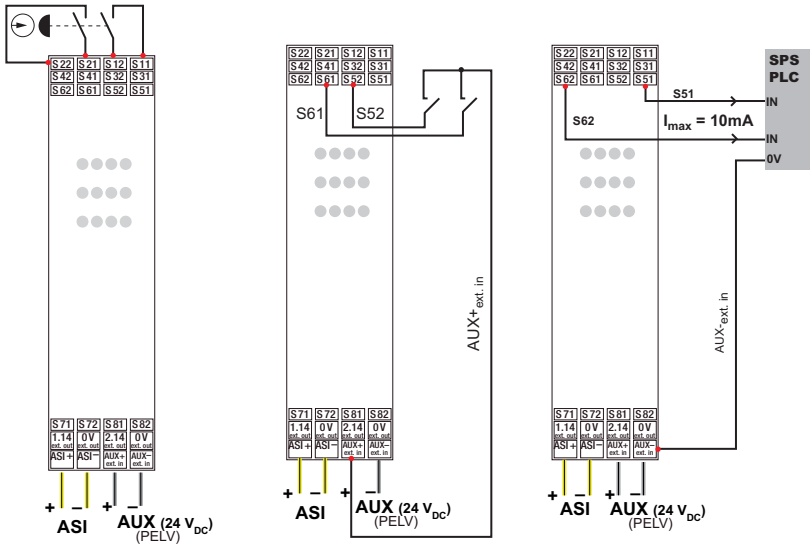 S22 S21 S12 S11
S42 S41 S32 S31
S62 S61 S52 S51
S71 S72 S81 S82
1.14 0V 2.14 0V
ext. out ext. out ext. out ext. out
ASI+ ASI− AUX+ AUX−
ext. in ext. in
+ − + −
ASI AUX (24 VDC)
(PELV)
S22 S21 S12 S11
S42 S41 S32 S31
S62 S61 S52 S51
S61 S52
AUX+ext. in
S71 S72 S81 S82
1.14 0V 2.14 0V
ext. out ext. out ext. out ext. out
ASI+ ASI− AUX+ AUX−
ext. in ext. in
+ − + −
ASI AUX (24 VDC)
(PELV)
S22 S21 S12 S11
S42 S41 S32 S31
S62 S61 S52 S51
SPS
PLC
S51
IN
Imax = 10mA
S62
IN
0V
AUX-ext. in
S71 S72 S81 S82
1.14 0V 2.14 0V
ext. out ext. out ext. out ext. out
ASI+ ASI− AUX+ AUX−
ext. in ext. in
+ − + −
ASI AUX (24 VDC)
(PELV)